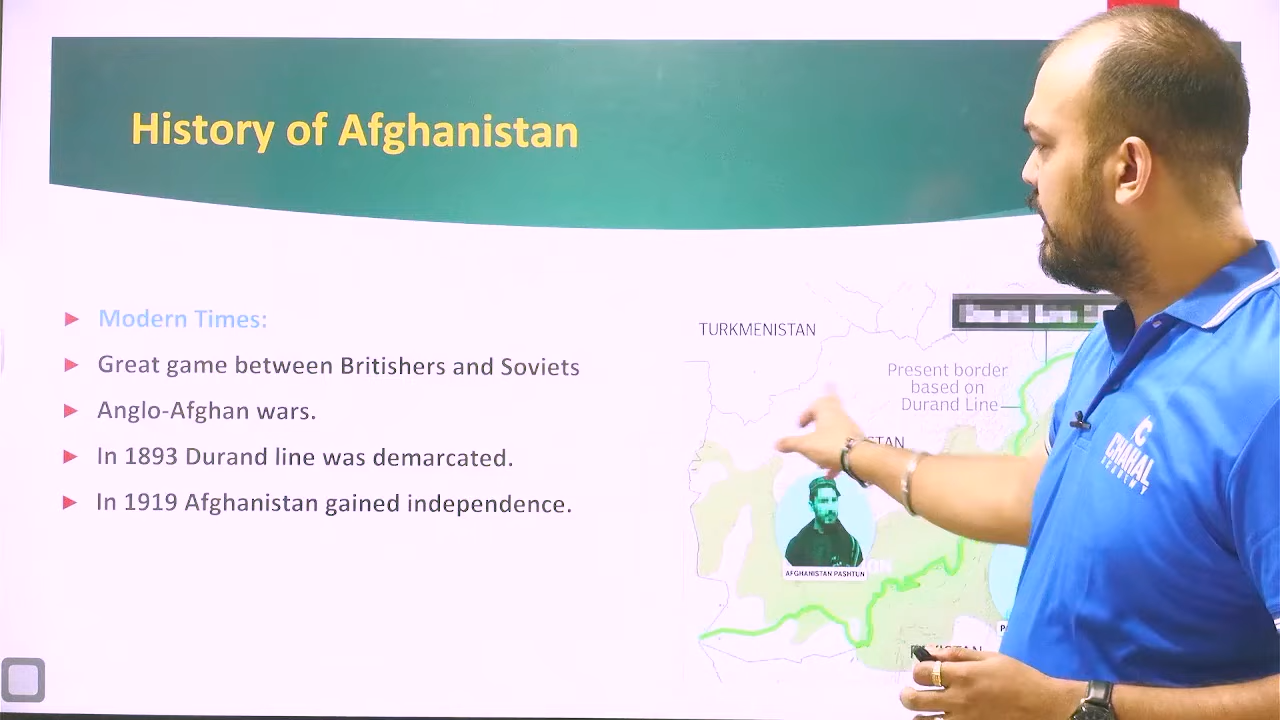 History of Afghanistan
Modern Times:
Great game between Britishers and Soviets
Anglo-Afghan wars.
In 1893 Durand line was demarcated.
In 1919 Afghanistan gained independence.
TURKMENISTAN
Present border
based on
Durand Line
AFGHANISTAN PASHTUN
CHAHAL
ACADEMY